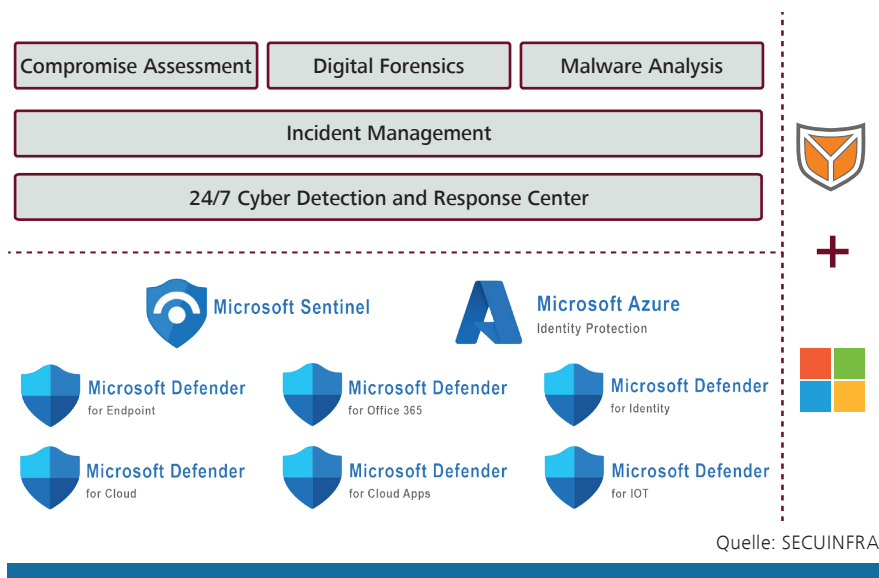 Compromise Assessment
Digital Forensics
Malware Analysis
Incident Management
24/7 Cyber Detection and Response Center
Microsoft Sentinel
Microsoft Azure
Identity Protection
Microsoft Defender
for Endpoint
Microsoft Defender
for Office 365
Microsoft Defender
for Identity
Microsoft Defender
for Cloud
Microsoft Defender
for Cloud Apps
Microsoft Defender
for IOT
+
Quelle: SECUINFRA